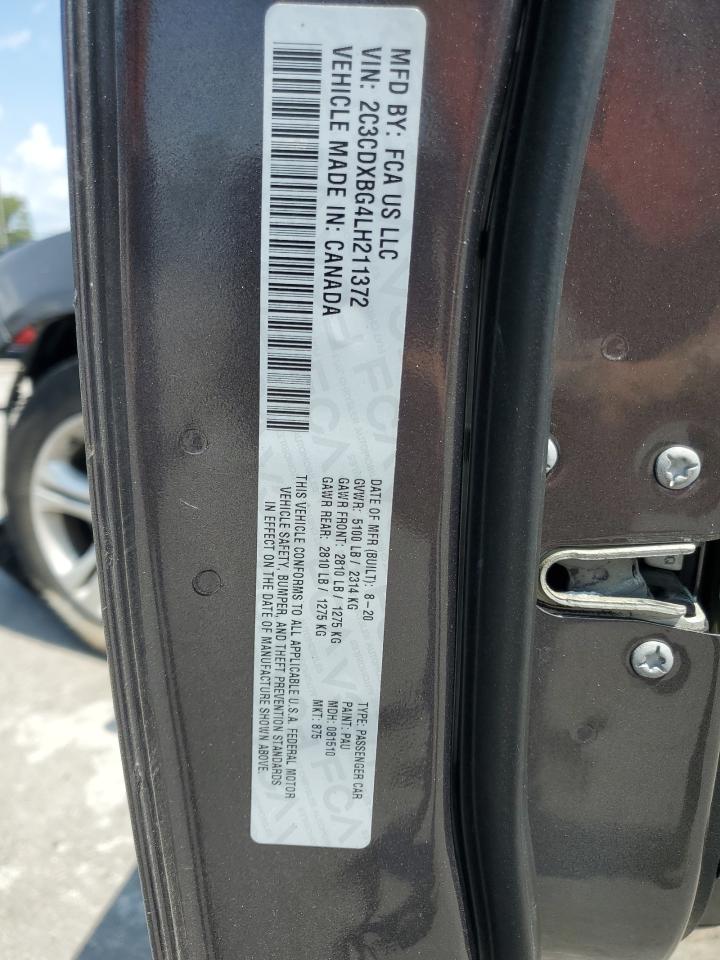 MFD BY: FCA US LLC
VIN: 2C3CDXBG4LH211372
VEHICLE MADE IN: CANADA
DATE OF MFR (BUILT): 8-20
GVWR: 5100 LB / 2314 KG
GAWR FRONT: 2810 LB / 1275 KG
GAWR REAR: 2810 LB / 1275 KG
THIS VEHICLE CONFORMS TO ALL APPLICABLE U.S.A. FEDERAL MOTOR
VEHICLE SAFETY, BUMPER, AND THEFT PREVENTION STANDARDS
IN EFFECT ON THE DATE OF MANUFACTURE SHOWN ABOVE.
TYPE: PASSENGER CAR
PAINT: PAU
MDH: 081510
MKT: 875